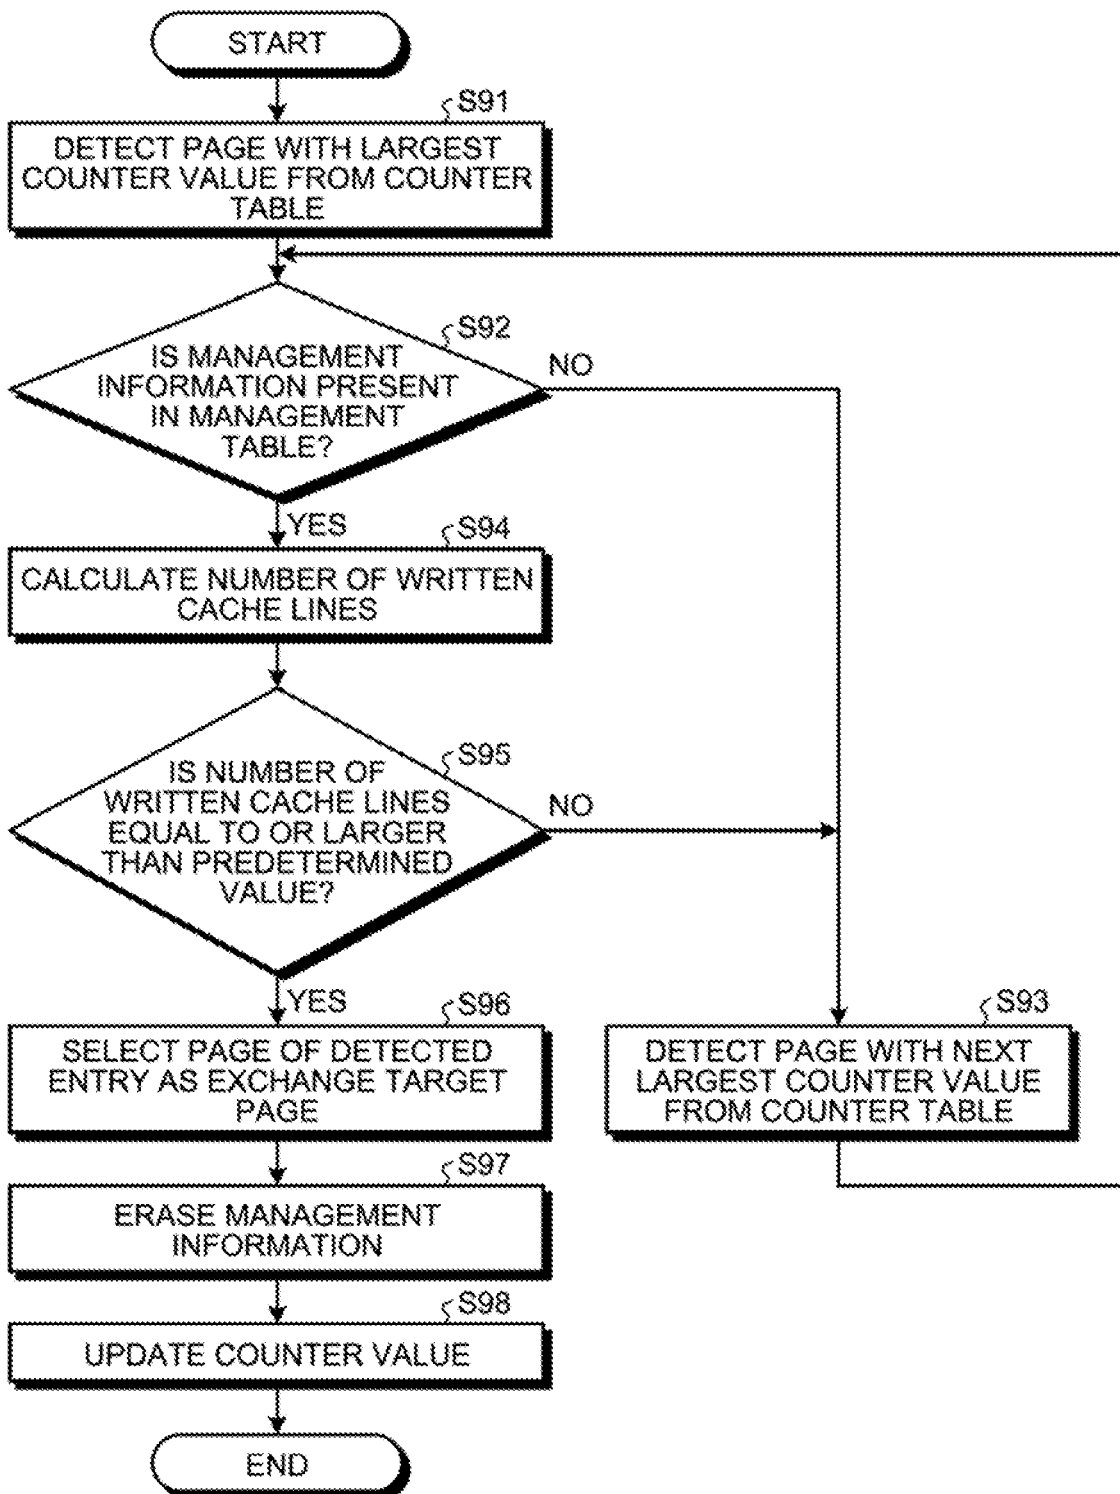 START
S91
DETECT PAGE WITH LARGEST
COUNTER VALUE FROM COUNTER
TABLE
S92
IS MANAGEMENT
INFORMATION PRESENT
IN MANAGEMENT
TABLE?
NO
YES
S94
CALCULATE NUMBER OF WRITTEN
CACHE LINES
S95
IS NUMBER OF
WRITTEN CACHE LINES
EQUAL TO OR LARGER
THAN PREDETERMINED
VALUE?
NO
YES
S96
SELECT PAGE OF DETECTED
ENTRY AS EXCHANGE TARGET
PAGE
S93
DETECT PAGE WITH NEXT
LARGEST COUNTER VALUE
FROM COUNTER TABLE
S97
ERASE MANAGEMENT
INFORMATION
S98
UPDATE COUNTER VALUE
END